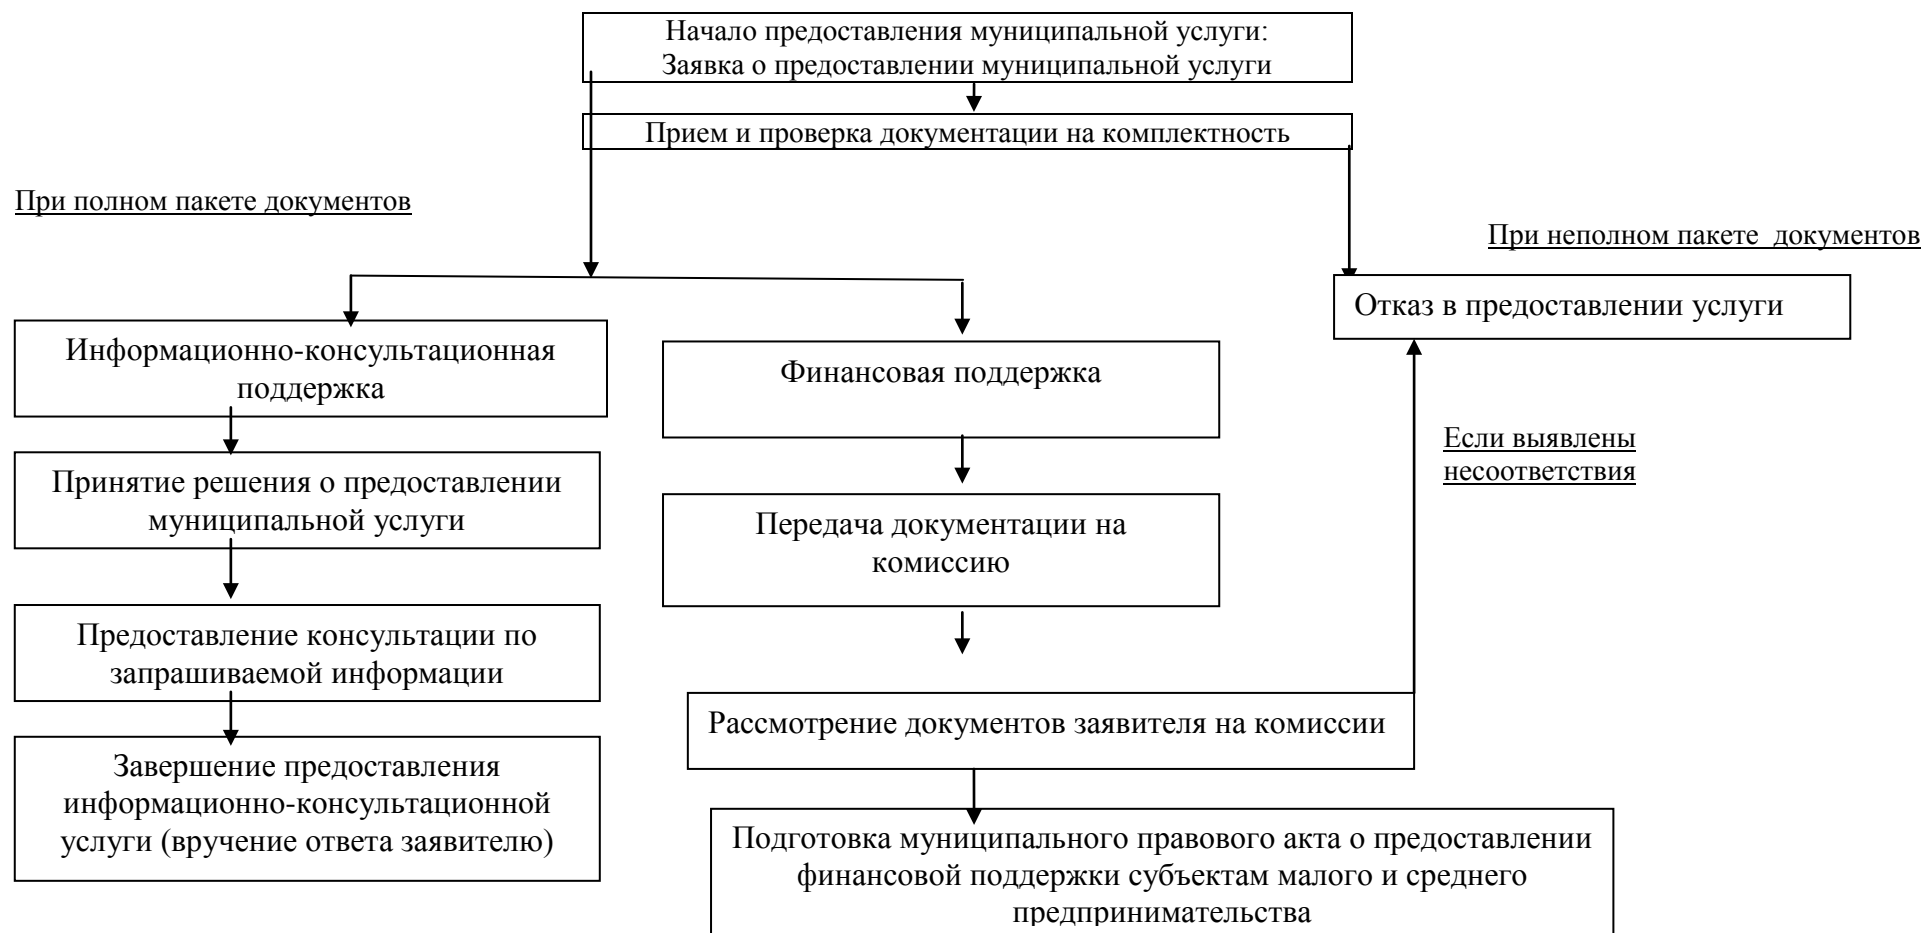 Начало предоставления муниципальной услуги:
Заявка о предоставлении муниципальной услуги
Прием и проверка документации на комплектность
При полном пакете документов
При неполном пакете документов
Отказ в предоставлении услуги
Информационно-консультационная
поддержка
Финансовая поддержка
Если выявлены
несоответствия
Принятие решения о предоставлении
муниципальной услуги
Передача документации на
комиссию
Предоставление консультации по
запрашиваемой информации
Рассмотрение документов заявителя на комиссии
Завершение предоставления
информационно-консультационной
услуги (вручение ответа заявителю)
Подготовка муниципального правового акта о предоставлении
финансовой поддержки субъектам малого и среднего
предпринимательства